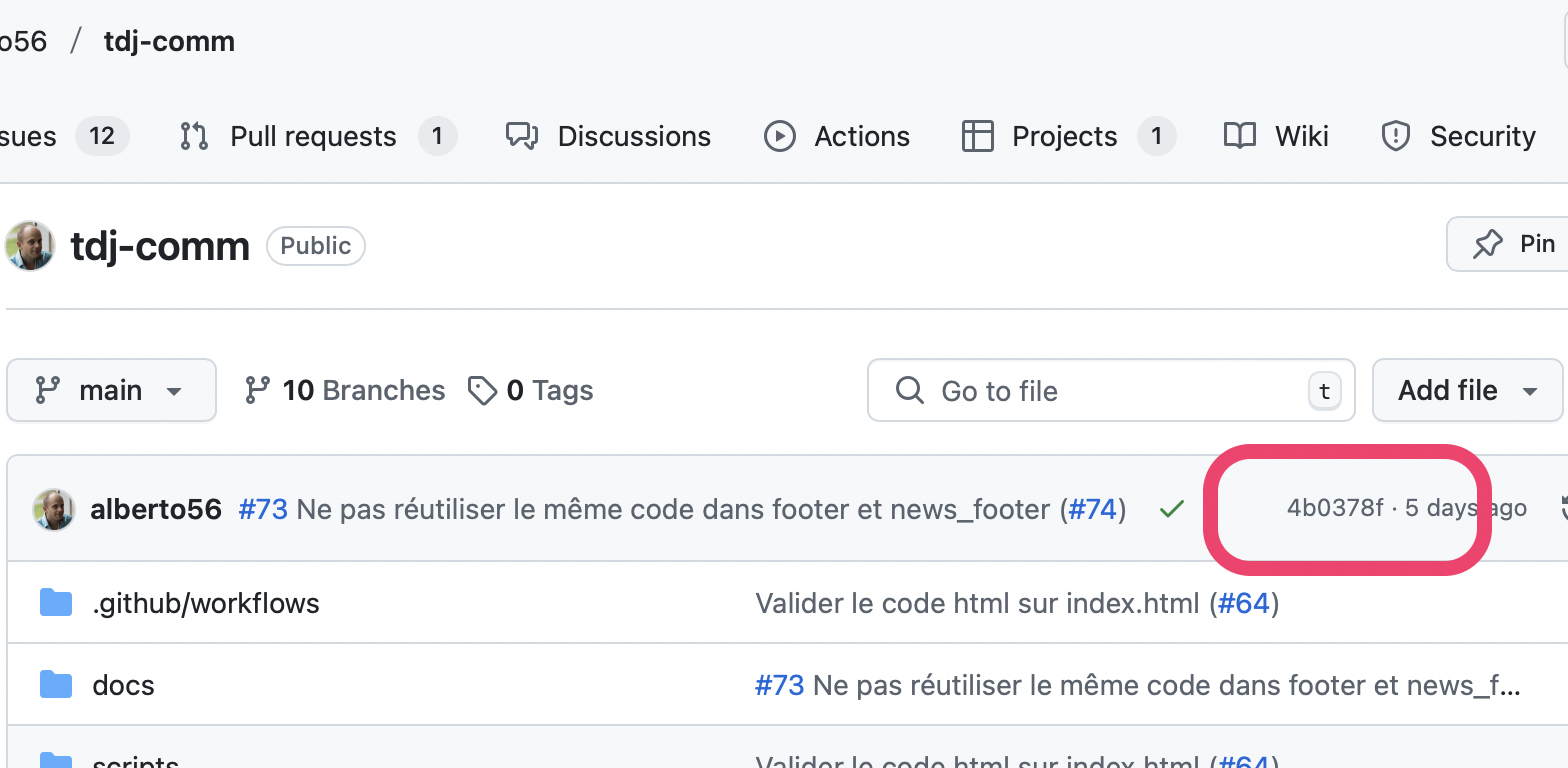 o56 / tdj-comm
sues 12 Pull requests 1 Discussions Actions Projects 1 Wiki Security
tdj-comm Public Pin
main 10 Branches 0 Tags Go to file t Add file
alberto56 #73 Ne pas réutiliser le même code dans footer et news_footer (#74) 4b0378f · 5 days ago
.github/workflows Valider le code html sur index.html (#64)
docs #73 Ne pas réutiliser le même code dans footer et news_f...
scripts Valider le code html sur index.html (#64)